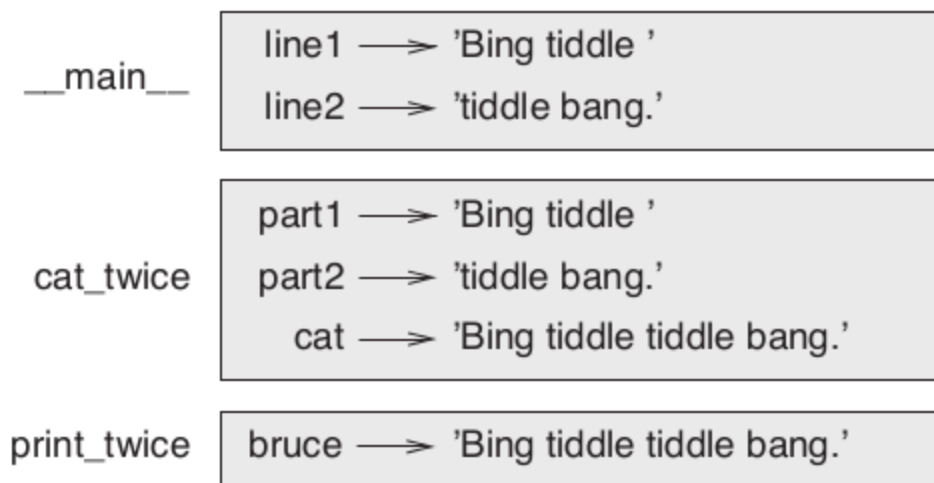 line1 → 'Bing tiddle '
__main__
line2 → 'tiddle bang.'
part1 → 'Bing tiddle '
cat_twice part2 → 'tiddle bang.'
cat → 'Bing tiddle tiddle bang.'
print_twice bruce → 'Bing tiddle tiddle bang.'